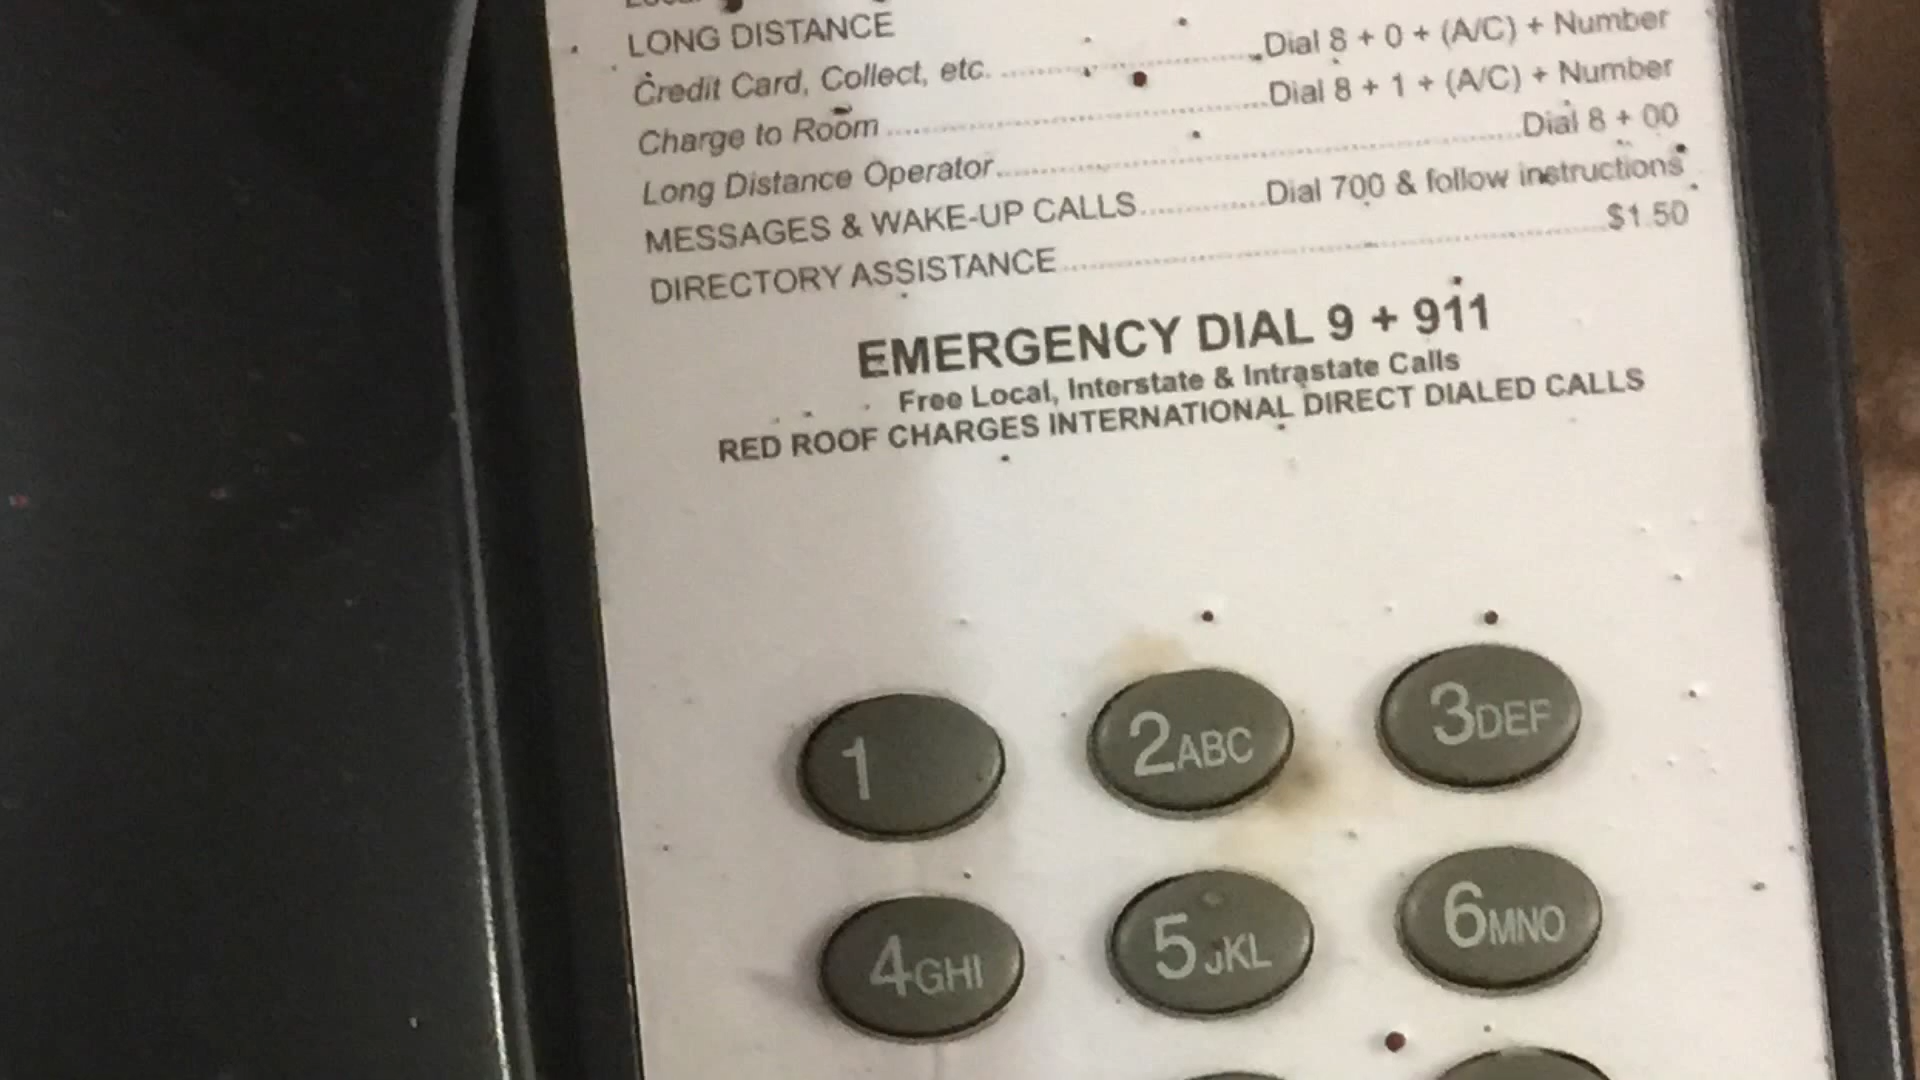 LONG DISTANCE
Credit Card, Collect, etc. Dial 8 + 0 + (A/C) + Number
Charge to Room Dial 8 + 1 + (A/C) + Number
Long Distance Operator Dial 8 + 00
MESSAGES & WAKE-UP CALLS Dial 700 & follow instructions
DIRECTORY ASSISTANCE $1.50
EMERGENCY DIAL 9 + 911
Free Local, Interstate & Intrastate Calls
RED ROOF CHARGES INTERNATIONAL DIRECT DIALED CALLS
1 2ABC 3DEF
4GHI 5JKL 6MNO